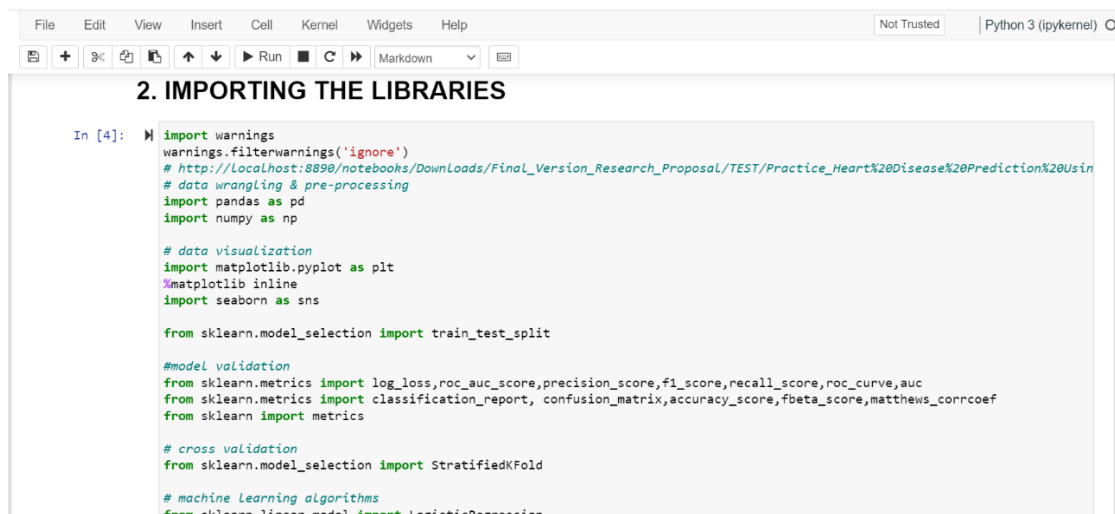 File Edit View Insert Cell Kernel Widgets Help Not Trusted Python 3 (ipykernel)
Run Markdown
2. IMPORTING THE LIBRARIES
In [4]: import warnings
warnings.filterwarnings('ignore')
# http://localhost:8890/notebooks/Downloads/Final_Version_Research_Proposal/TEST/Practice_Heart%20Disease%20Prediction%20Usin
# data wrangling & pre-processing
import pandas as pd
import numpy as np
# data visualization
import matplotlib.pyplot as plt
%matplotlib inline
import seaborn as sns
from sklearn.model_selection import train_test_split
#model validation
from sklearn.metrics import log_loss,roc_auc_score,precision_score,f1_score,recall_score,roc_curve,auc
from sklearn.metrics import classification_report, confusion_matrix,accuracy_score,fbeta_score,matthews_corrcoef
from sklearn import metrics
# cross validation
from sklearn.model_selection import StratifiedKFold
# machine learning algorithms
from sklearn.linear_model import LogisticRegression